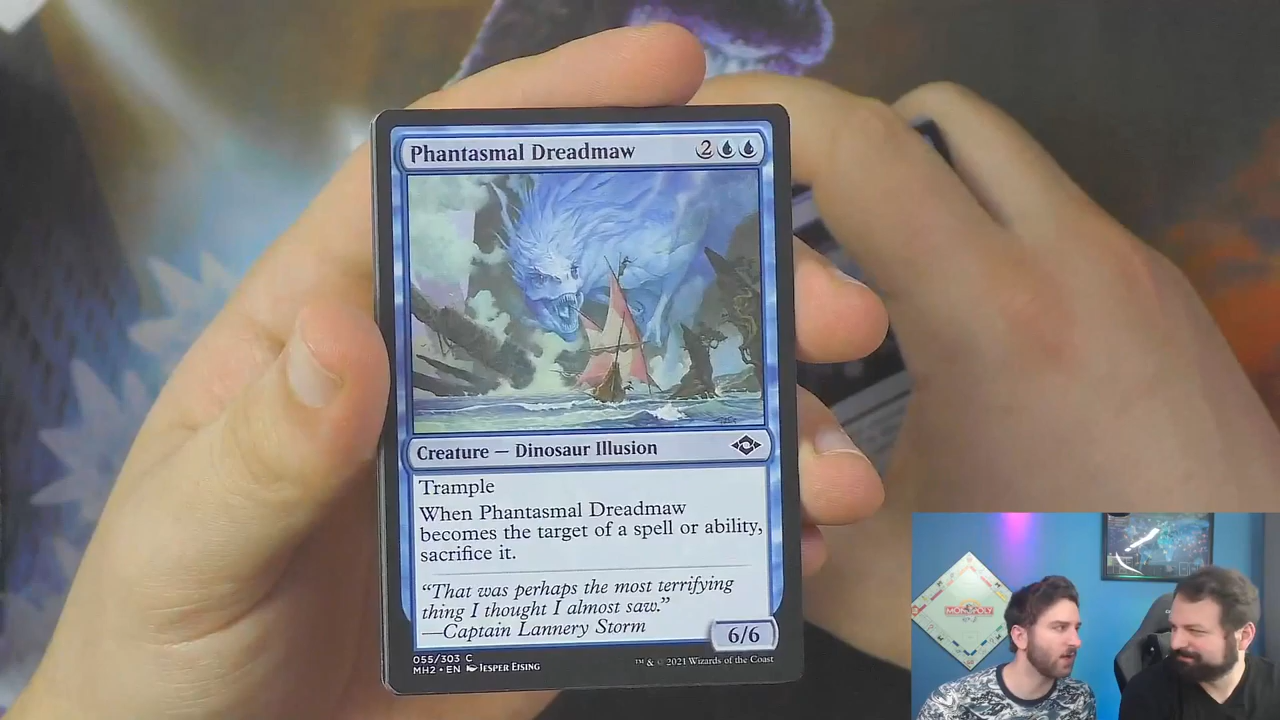 Phantasmal Dreadmaw 2
Creature — Dinosaur Illusion
Trample
When Phantasmal Dreadmaw
becomes the target of a spell or ability,
sacrifice it.
“That was perhaps the most terrifying
thing I thought I almost saw.”
—Captain Lannery Storm
6/6
055/303 C
MH2 • EN JESPER EJSING
™ & © 2021 Wizards of the Coast
MONOPOLY